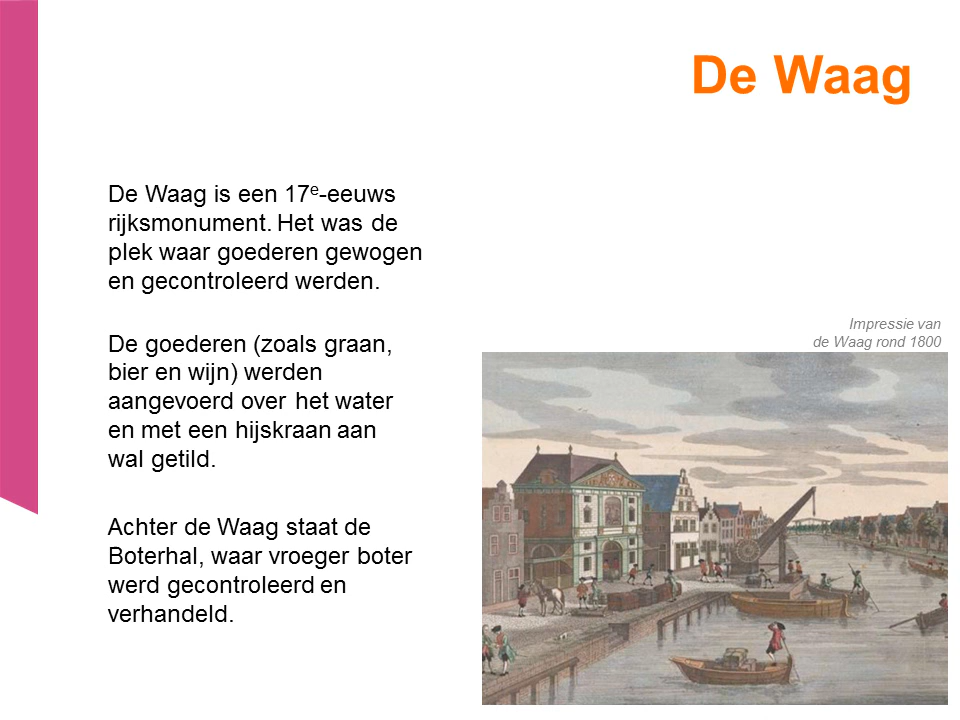 De Waag
De Waag is een 17e-eeuws
rijksmonument. Het was de
plek waar goederen gewogen
en gecontroleerd werden.
De goederen (zoals graan,
bier en wijn) werden
aangevoerd over het water
en met een hijskraan aan
wal getild.
Achter de Waag staat de
Boterhal, waar vroeger boter
werd gecontroleerd en
verhandeld.
Impressie van
de Waag rond 1800